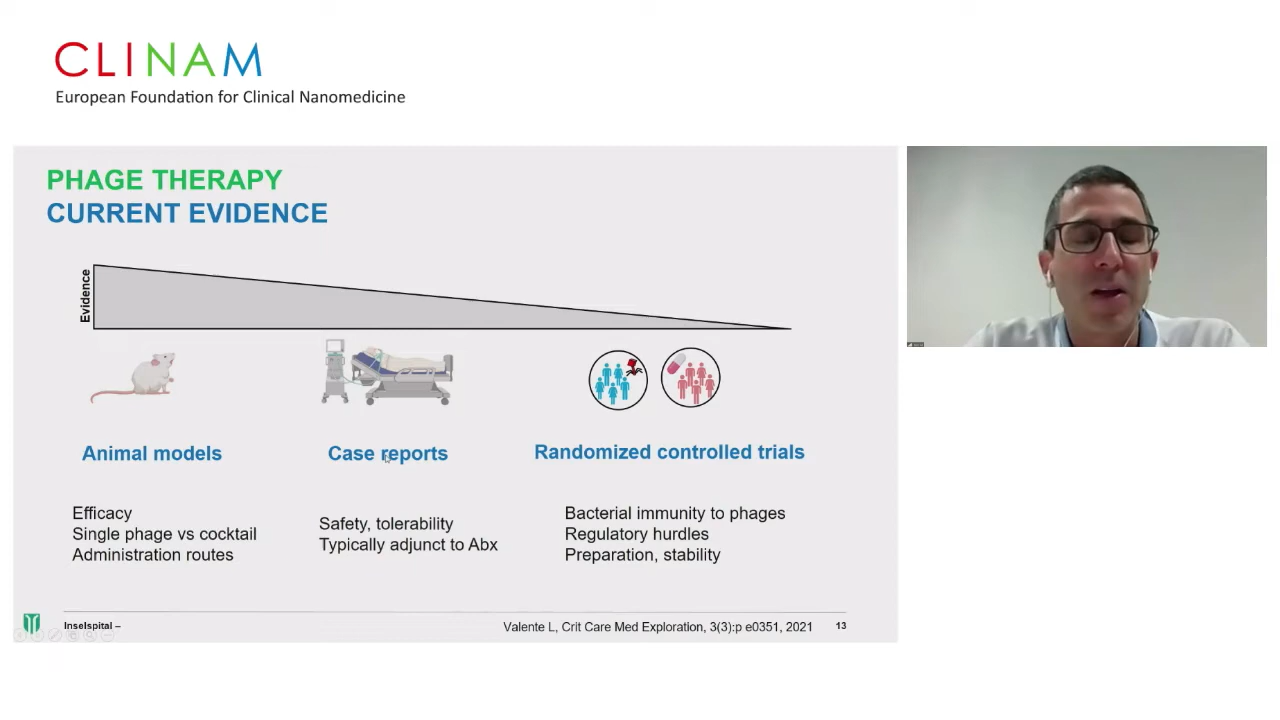 CLINAM
European Foundation for Clinical Nanomedicine
PHAGE THERAPY
CURRENT EVIDENCE
Evidence
Animal models
Case reports
Randomized controlled trials
Efficacy
Single phage vs cocktail
Administration routes
Safety, tolerability
Typically adjunct to Abx
Bacterial immunity to phages
Regulatory hurdles
Preparation, stability
Inselspital –
Valente L, Crit Care Med Exploration, 3(3):p e0351, 2021
13